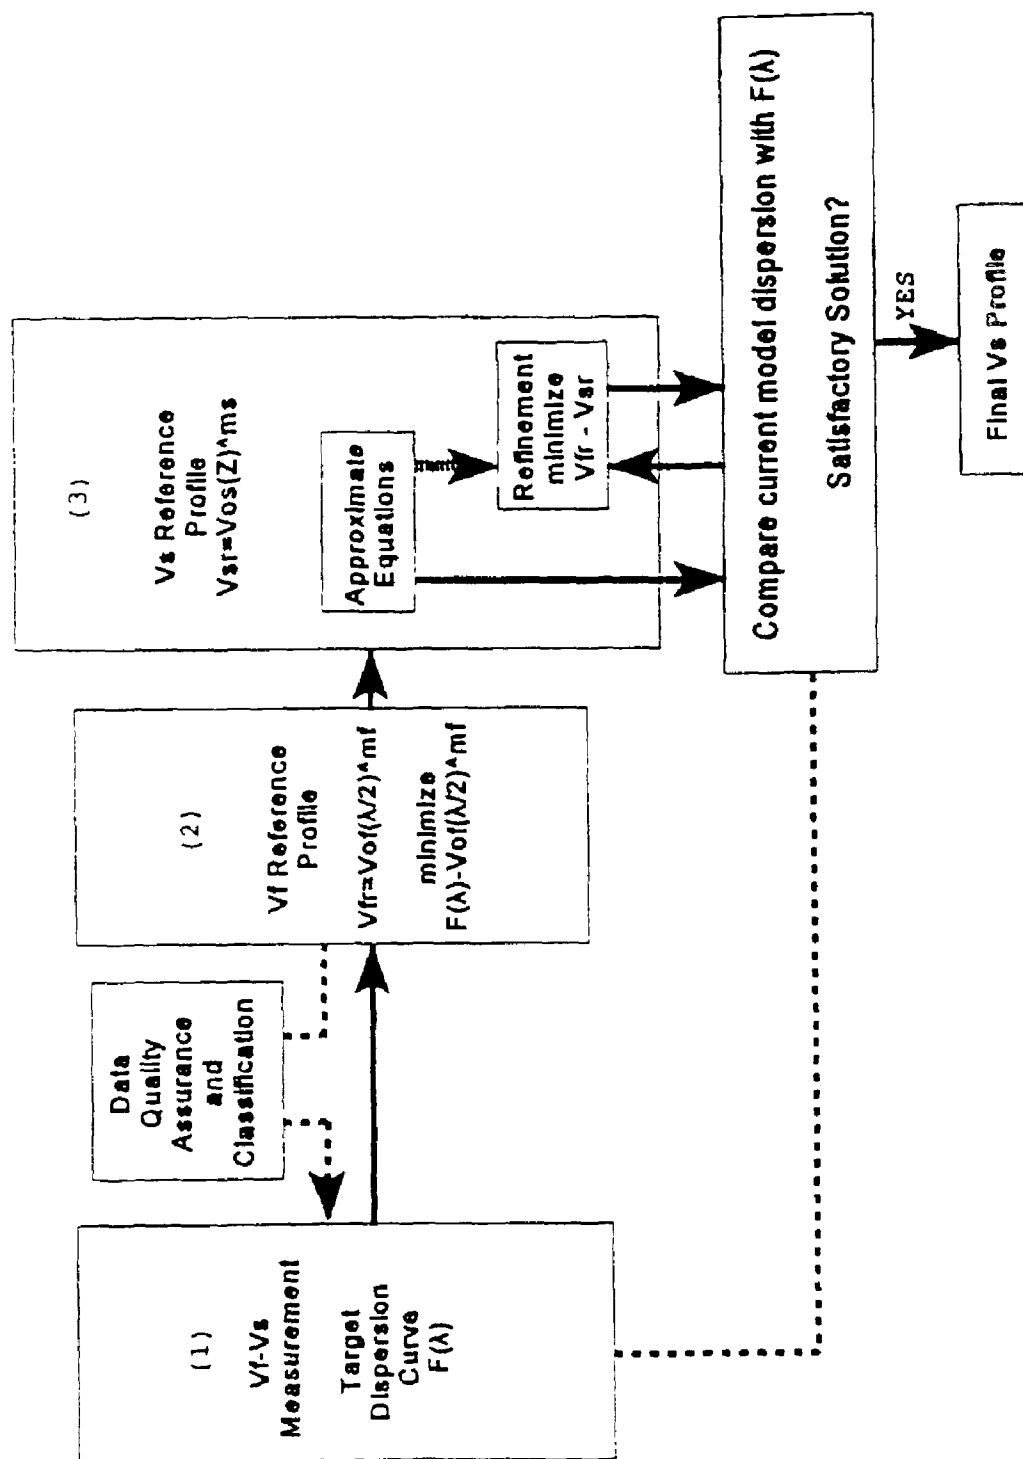 (1)
Vf-Vs
Measurement
Target
Dispersion
Curve
F(λ)
Data
Quality
Assurance
and
Classification
(2)
Vf Reference
Profile
Vfr=Vof(λ/2)^mf
minimize
F(λ)-Vof(λ/2)^mf
(3)
Vs Reference
Profile
Vsr=Vos(Z)^ms
Approximate
Equations
Refinement
minimize
Vfr - Vsr
Compare current model dispersion with F(λ)
Satisfactory Solution?
YES
Final Vs Profile